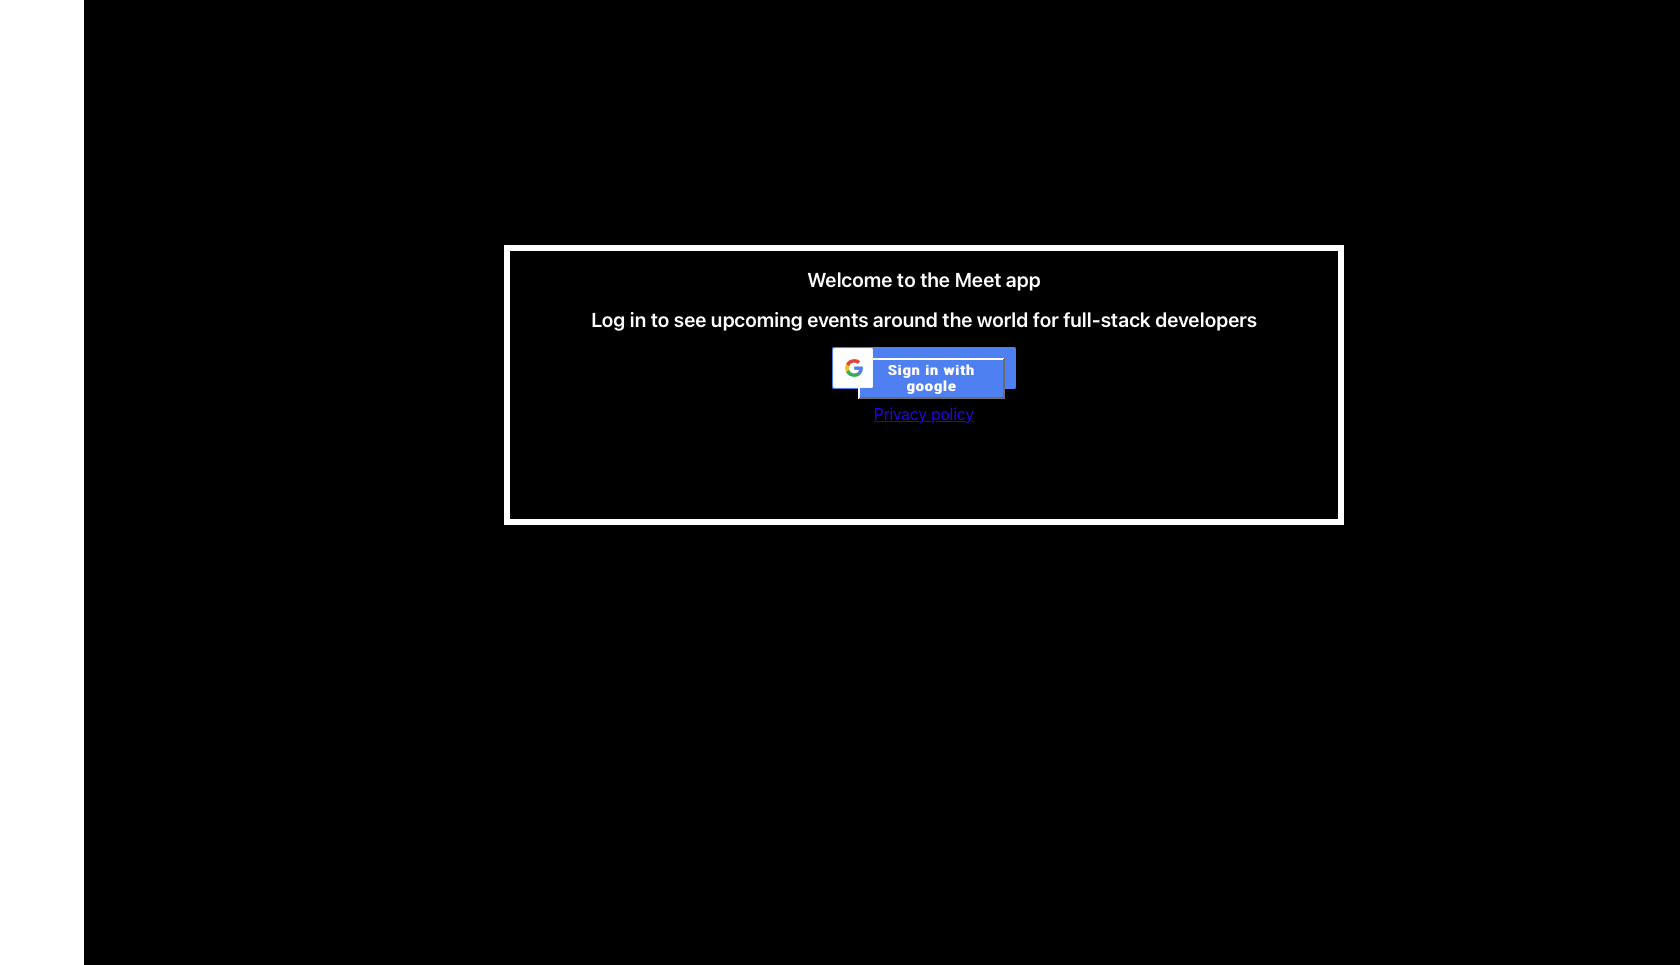 Welcome to the Meet app
Log in to see upcoming events around the world for full-stack developers
Sign in with
google
Privacy policy